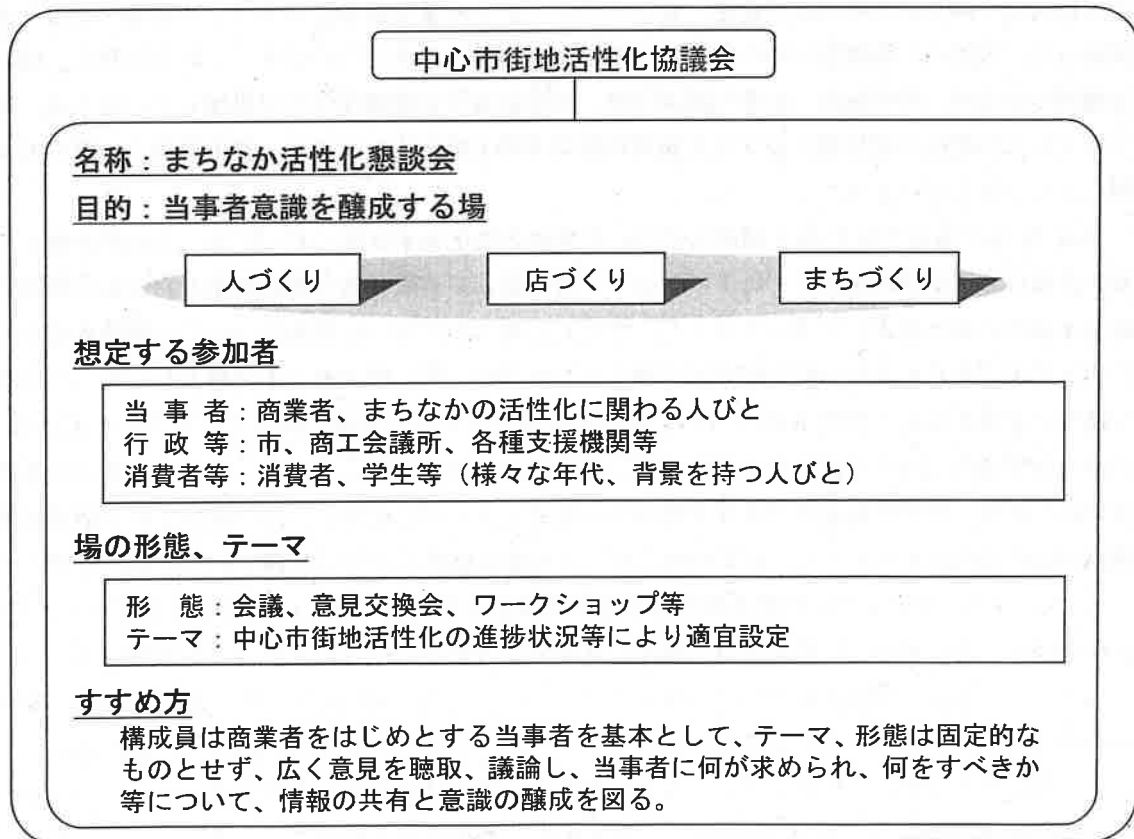 中心市街地活性化協議会
名称：まちなか活性化懇談会
目的：当事者意識を醸成する場
人づくり
店づくり
まちづくり
想定する参加者
当 事 者：商業者、まちなかの活性化に関わる人びと
行 政 等：市、商工会議所、各種支援機関等
消費者等：消費者、学生等（様々な年代、背景を持つ人びと）
場の形態、テーマ
形　態：会議、意見交換会、ワークショップ等
テーマ：中心市街地活性化の進捗状況等により適宜設定
すすめ方
構成員は商業者をはじめとする当事者を基本として、テーマ、形態は固定的な
ものとせず、広く意見を聴取、議論し、当事者に何が求められ、何をすべきか
等について、情報の共有と意識の醸成を図る。